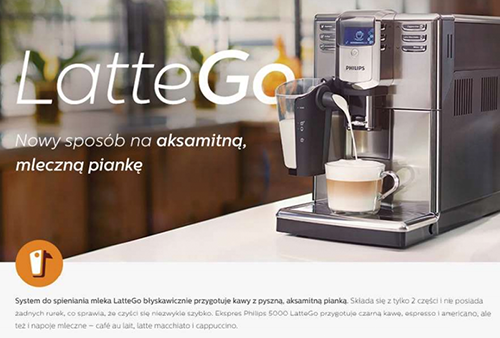 LatteGo
Nowy sposób na aksamitną,
mleczną piankę
PHILIPS
System do spieniania mleka LatteGo błyskawicznie przygotuje kawy z pyszną, aksamitną pianką. Składa się z tylko 2 części i nie posiada
żadnych rurek, co sprawia, że czyści się niezwykle szybko. Ekspres Philips 5000 LatteGo przygotuje czarną kawę, espresso i americano, ale
też i napoje mleczne – café au lait, latte macchiato i cappuccino.